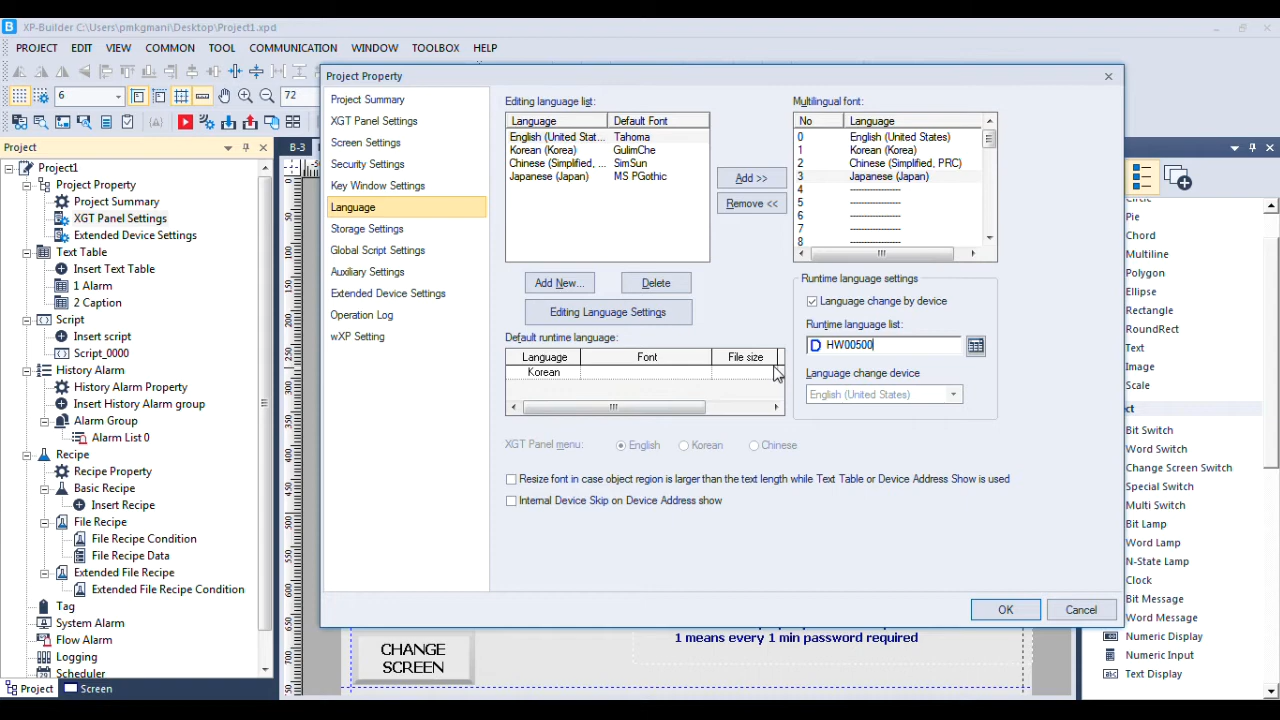 XP-Builder C:\Users\pmkgmani\Desktop\Project1.xpd
PROJECT EDIT VIEW COMMON TOOL COMMUNICATION WINDOW TOOLBOX HELP
6
72
Project
B-3
Project1
Project Property
Project Summary
XGT Panel Settings
Extended Device Settings
Text Table
Insert Text Table
1 Alarm
2 Caption
Script
Insert script
Script_0000
History Alarm
History Alarm Property
Insert History Alarm group
Alarm Group
Alarm List 0
Recipe
Recipe Property
Basic Recipe
Insert Recipe
File Recipe
File Recipe Condition
File Recipe Data
Extended File Recipe
Extended File Recipe Condition
Tag
System Alarm
Flow Alarm
Logging
Scheduler
Project
Screen
Project Property
Project Summary
XGT Panel Settings
Screen Settings
Security Settings
Key Window Settings
Language
Storage Settings
Global Script Settings
Auxiliary Settings
Extended Device Settings
Operation Log
wXP Setting
Editing language list:
Language Default Font
English (United Stat... Tahoma
Korean (Korea) GulimChe
Chinese (Simplified, ... SimSun
Japanese (Japan) MS PGothic
Add >>
Remove <<
Add New...
Delete
Editing Language Settings
Default runtime language:
Language Font File size
Korean
XGT Panel menu: English Korean Chinese
Resize font in case object region is larger than the text length while Text Table or Device Address Show is used
Internal Device Skip on Device Address show
Multilingual font:
No Language
0 English (United States)
1 Korean (Korea)
2 Chinese (Simplified, PRC)
3 Japanese (Japan)
4 -----------------
5 -----------------
6 -----------------
7 -----------------
8 -----------------
Runtime language settings
Language change by device
Runtime language list:
D HW00500
Language change device
English (United States)
OK
Cancel
CHANGE
SCREEN
1 means every 1 min password required
Circle
Pie
Chord
Multiline
Polygon
Ellipse
Rectangle
Text
Image
Scale
ct
Bit Switch
Word Switch
Change Screen Switch
Special Switch
Multi Switch
Bit Lamp
Word Lamp
N-State Lamp
Clock
Bit Message
Word Message
Numeric Display
Numeric Input
Text Display